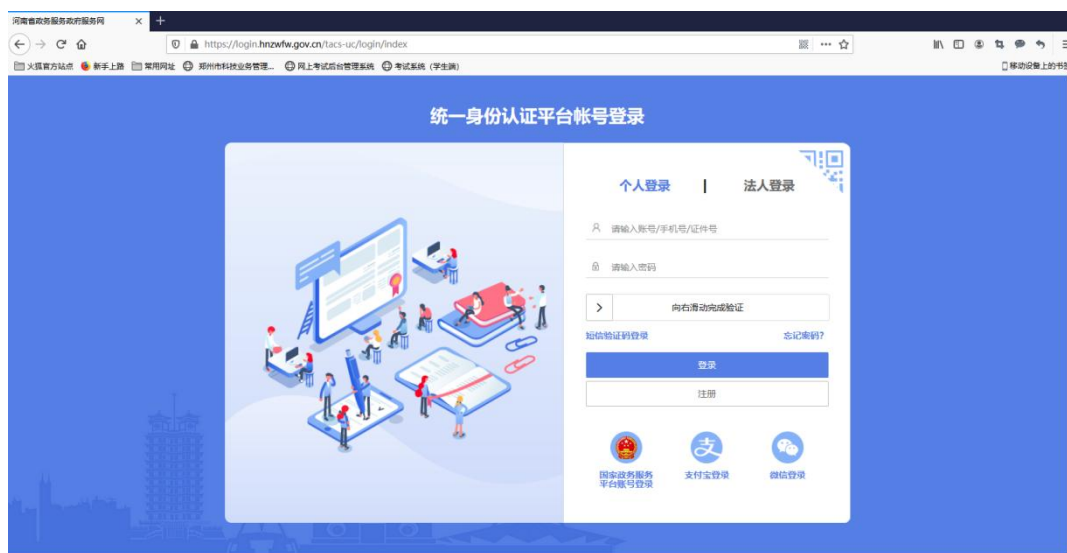 河南省政务服务政府服务网
https://login.hnzwfw.gov.cn/tacs-uc/login/index
火狐官方站点 新手上路 常用网址 郑州市科技业务管理... 网上考试后台管理系统 考试系统 (学生端)
移动设备上的书签
统一身份认证平台帐号登录
个人登录 | 法人登录
请输入账号/手机号/证件号
请输入密码
向右滑动完成验证
短信验证码登录 忘记密码?
登录
注册
国家政务服务 支付宝登录 微信登录
平台账号登录